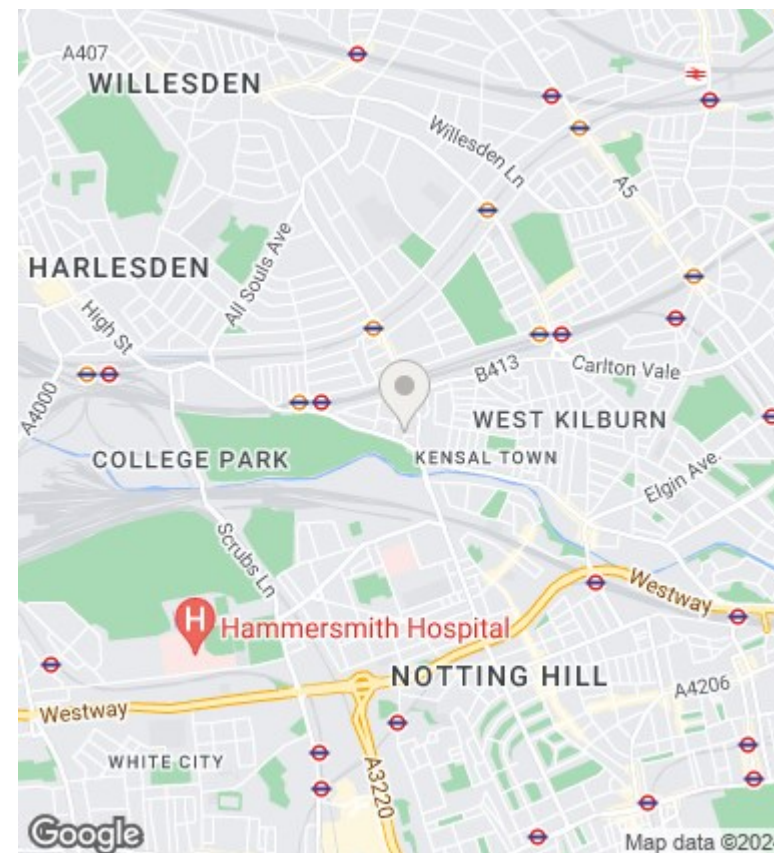 A407
WILLESDEN
Willesden Ln
A5
HARLESDEN
All Souls Ave
High St
B413
Carlton Vale
A4000
WEST KILBURN
COLLEGE PARK
KENSAL TOWN
Elgin Ave.
Scrubs Ln
Westway
H
Hammersmith Hospital
NOTTING HILL
A4206
Westway
WHITE CITY
A3220
Google
Map data ©202